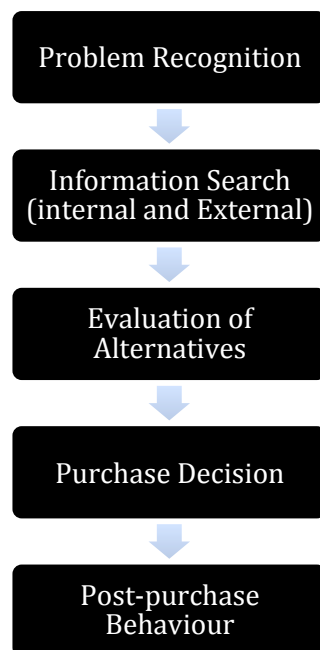 Problem Recognition
Information Search
(internal and External)
Evaluation of
Alternatives
Purchase Decision
Post-purchase
Behaviour